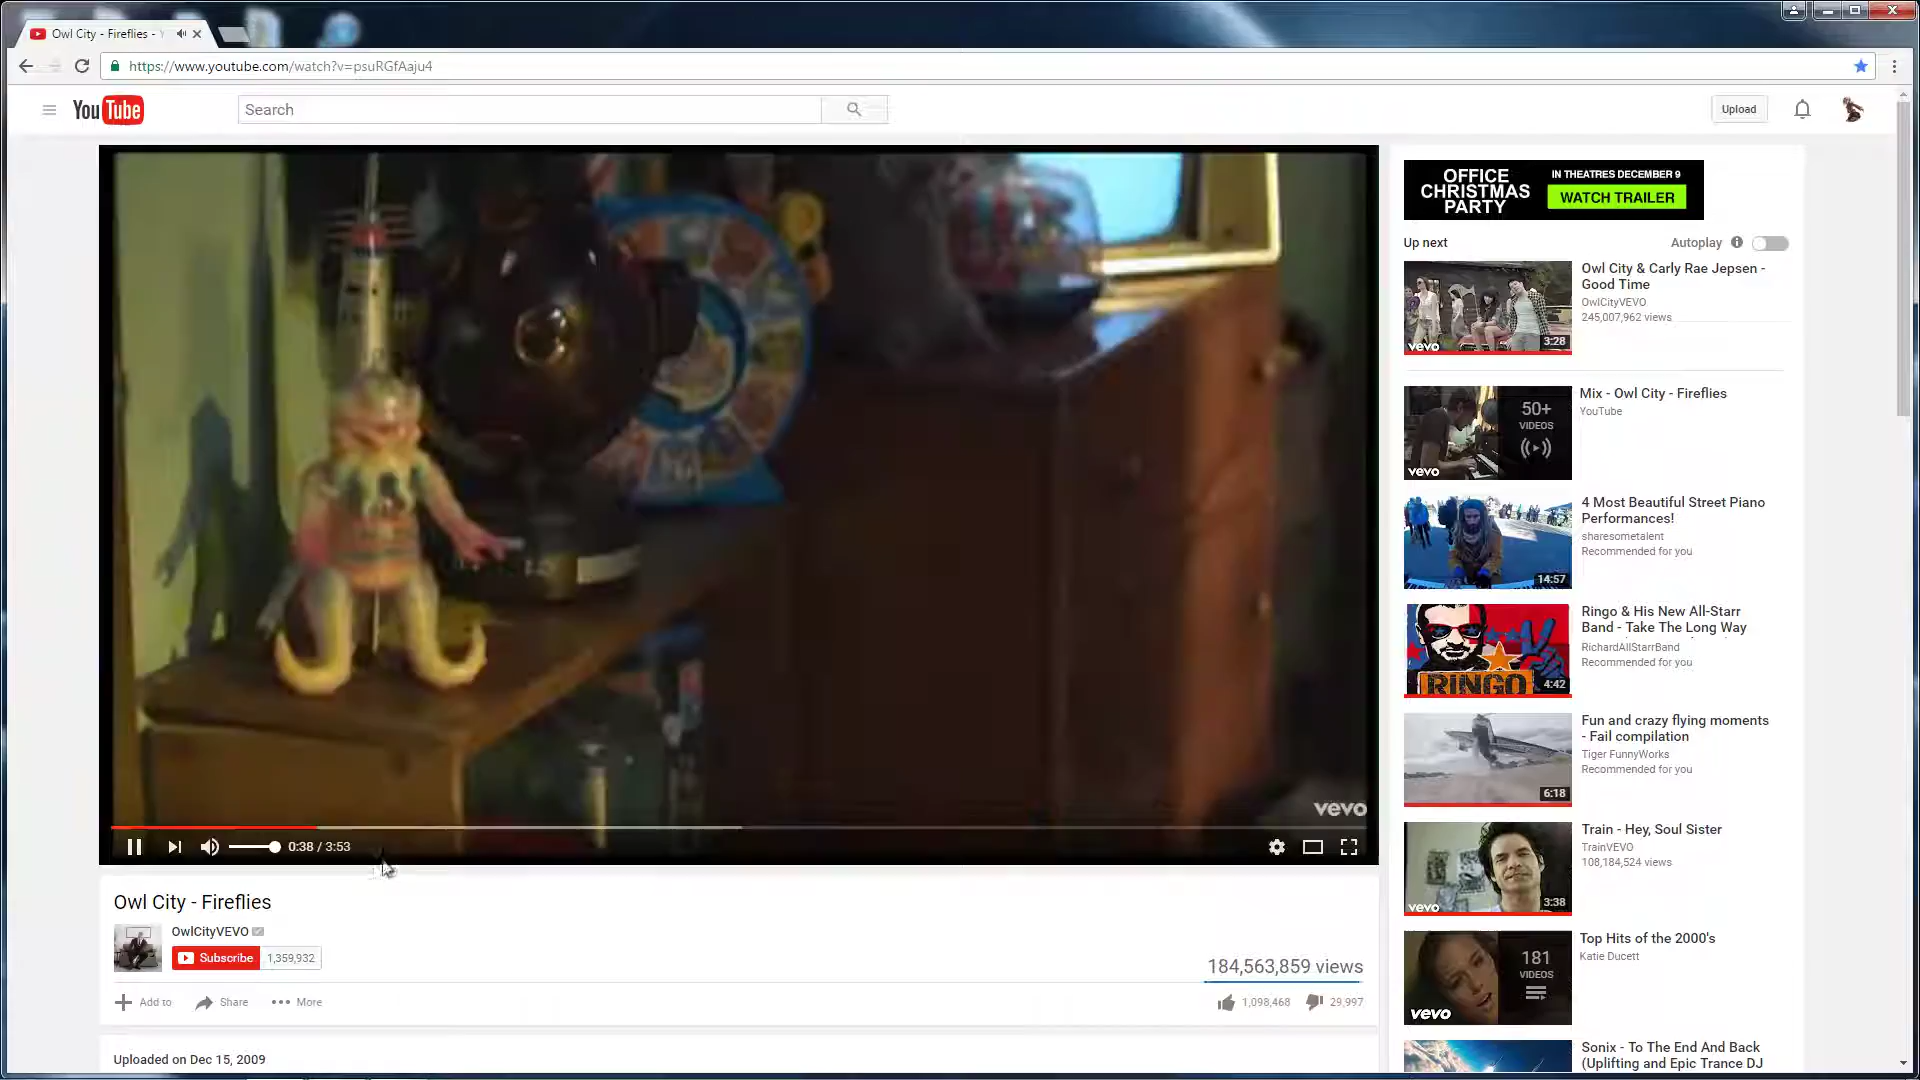 Owl City - Fireflies -
https://www.youtube.com/watch?v=psuRGfAaju4
YouTube
Search
Upload
OFFICE
CHRISTMAS
PARTY
IN THEATRES DECEMBER 9
WATCH TRAILER
Up next
Autoplay
Owl City & Carly Rae Jepsen -
Good Time
OwlCityVEVO
245,007,962 views
vevo
3:28
Mix - Owl City - Fireflies
YouTube
50+
VIDEOS
vevo
4 Most Beautiful Street Piano
Performances!
sharesometalent
Recommended for you
14:57
Ringo & His New All-Starr
Band - Take The Long Way
RichardAllStarrBand
Recommended for you
RINGO
4:42
Fun and crazy flying moments
- Fail compilation
Tiger FunnyWorks
Recommended for you
6:18
Train - Hey, Soul Sister
TrainVEVO
108,184,524 views
vevo
3:38
Top Hits of the 2000's
Katie Ducett
181
VIDEOS
vevo
Sonix - To The End And Back
(Uplifting and Epic Trance DJ
vevo
0:38 / 3:53
Owl City - Fireflies
OwlCityVEVO
Subscribe
1,359,932
184,563,859 views
Add to
Share
More
1,098,468
29,997
Uploaded on Dec 15, 2009